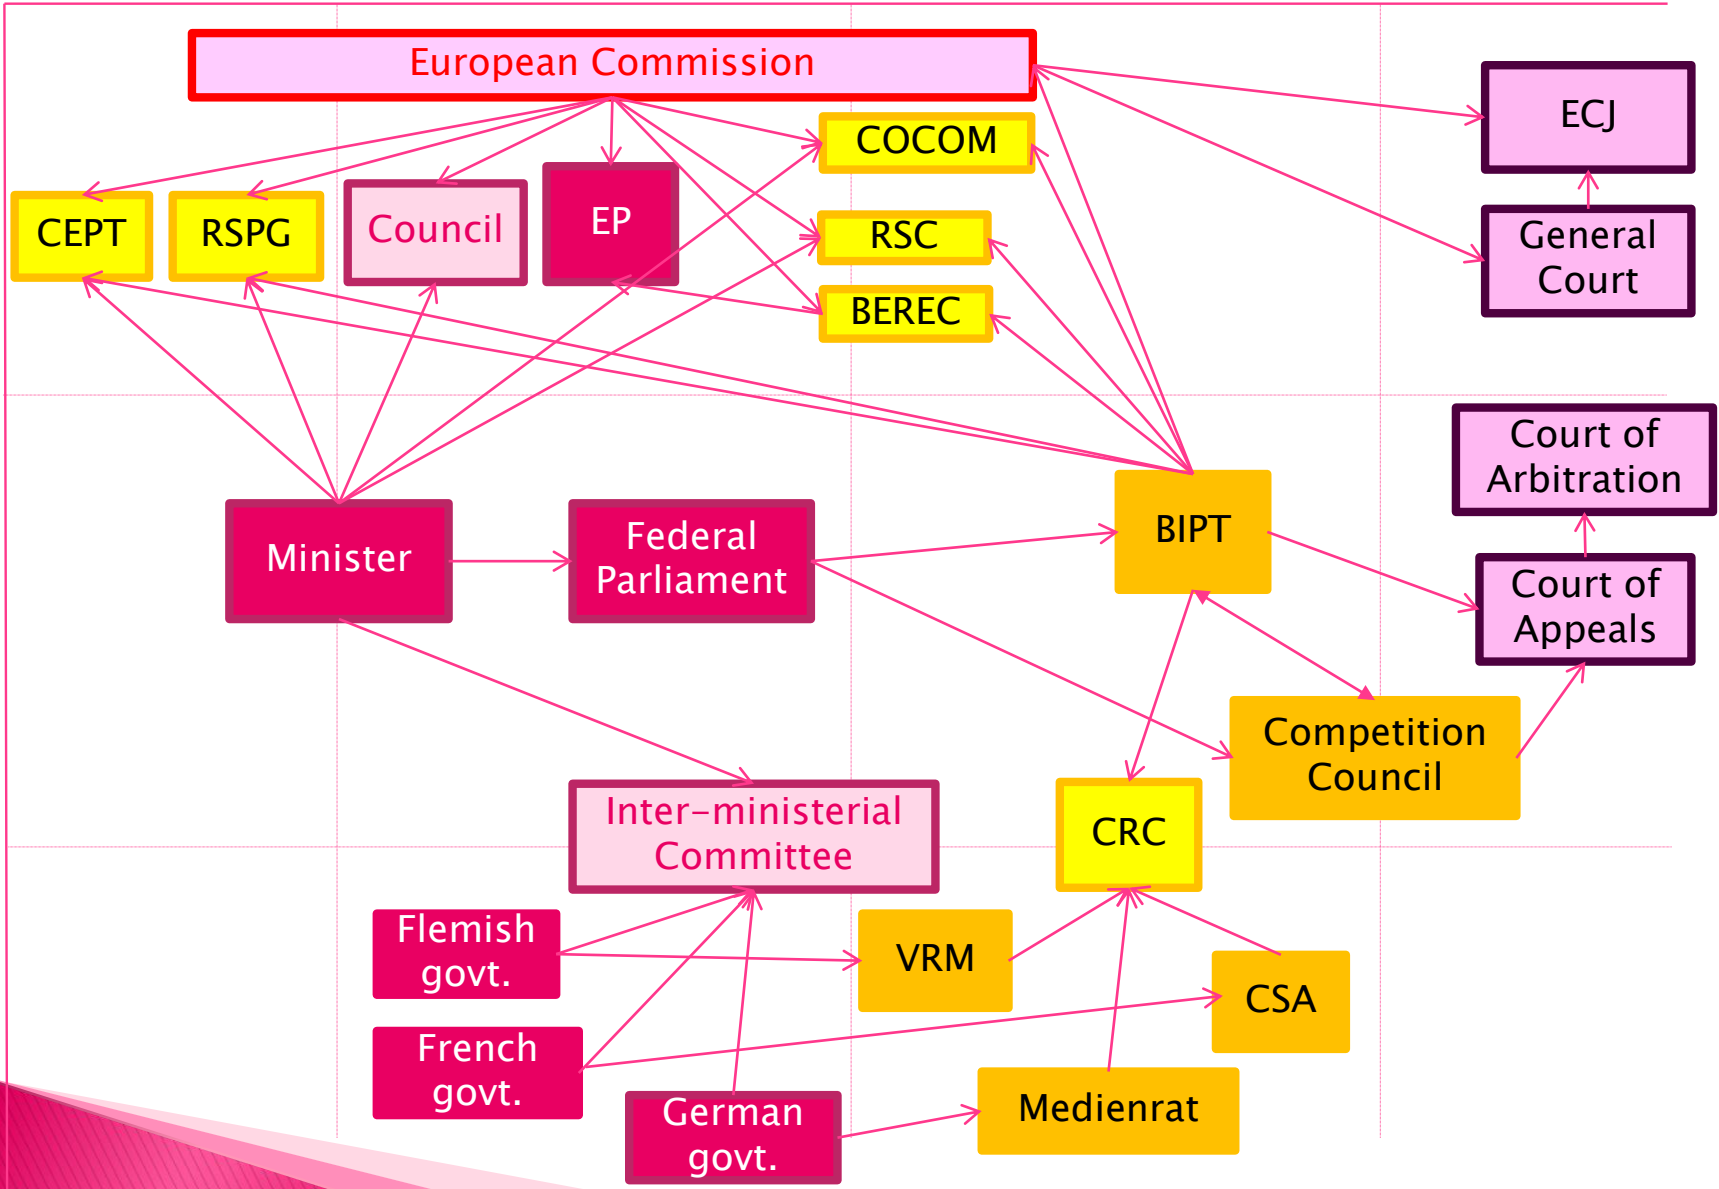 European Commission
ECJ
COCOM
CEPT
RSPG
Council
EP
RSC
General
Court
BEREC
Court of
Arbitration
Minister
Federal
Parliament
BIPT
Court of
Appeals
Competition
Council
Inter-ministerial
Committee
CRC
Flemish
govt.
VRM
CSA
French
govt.
German
govt.
Medienrat